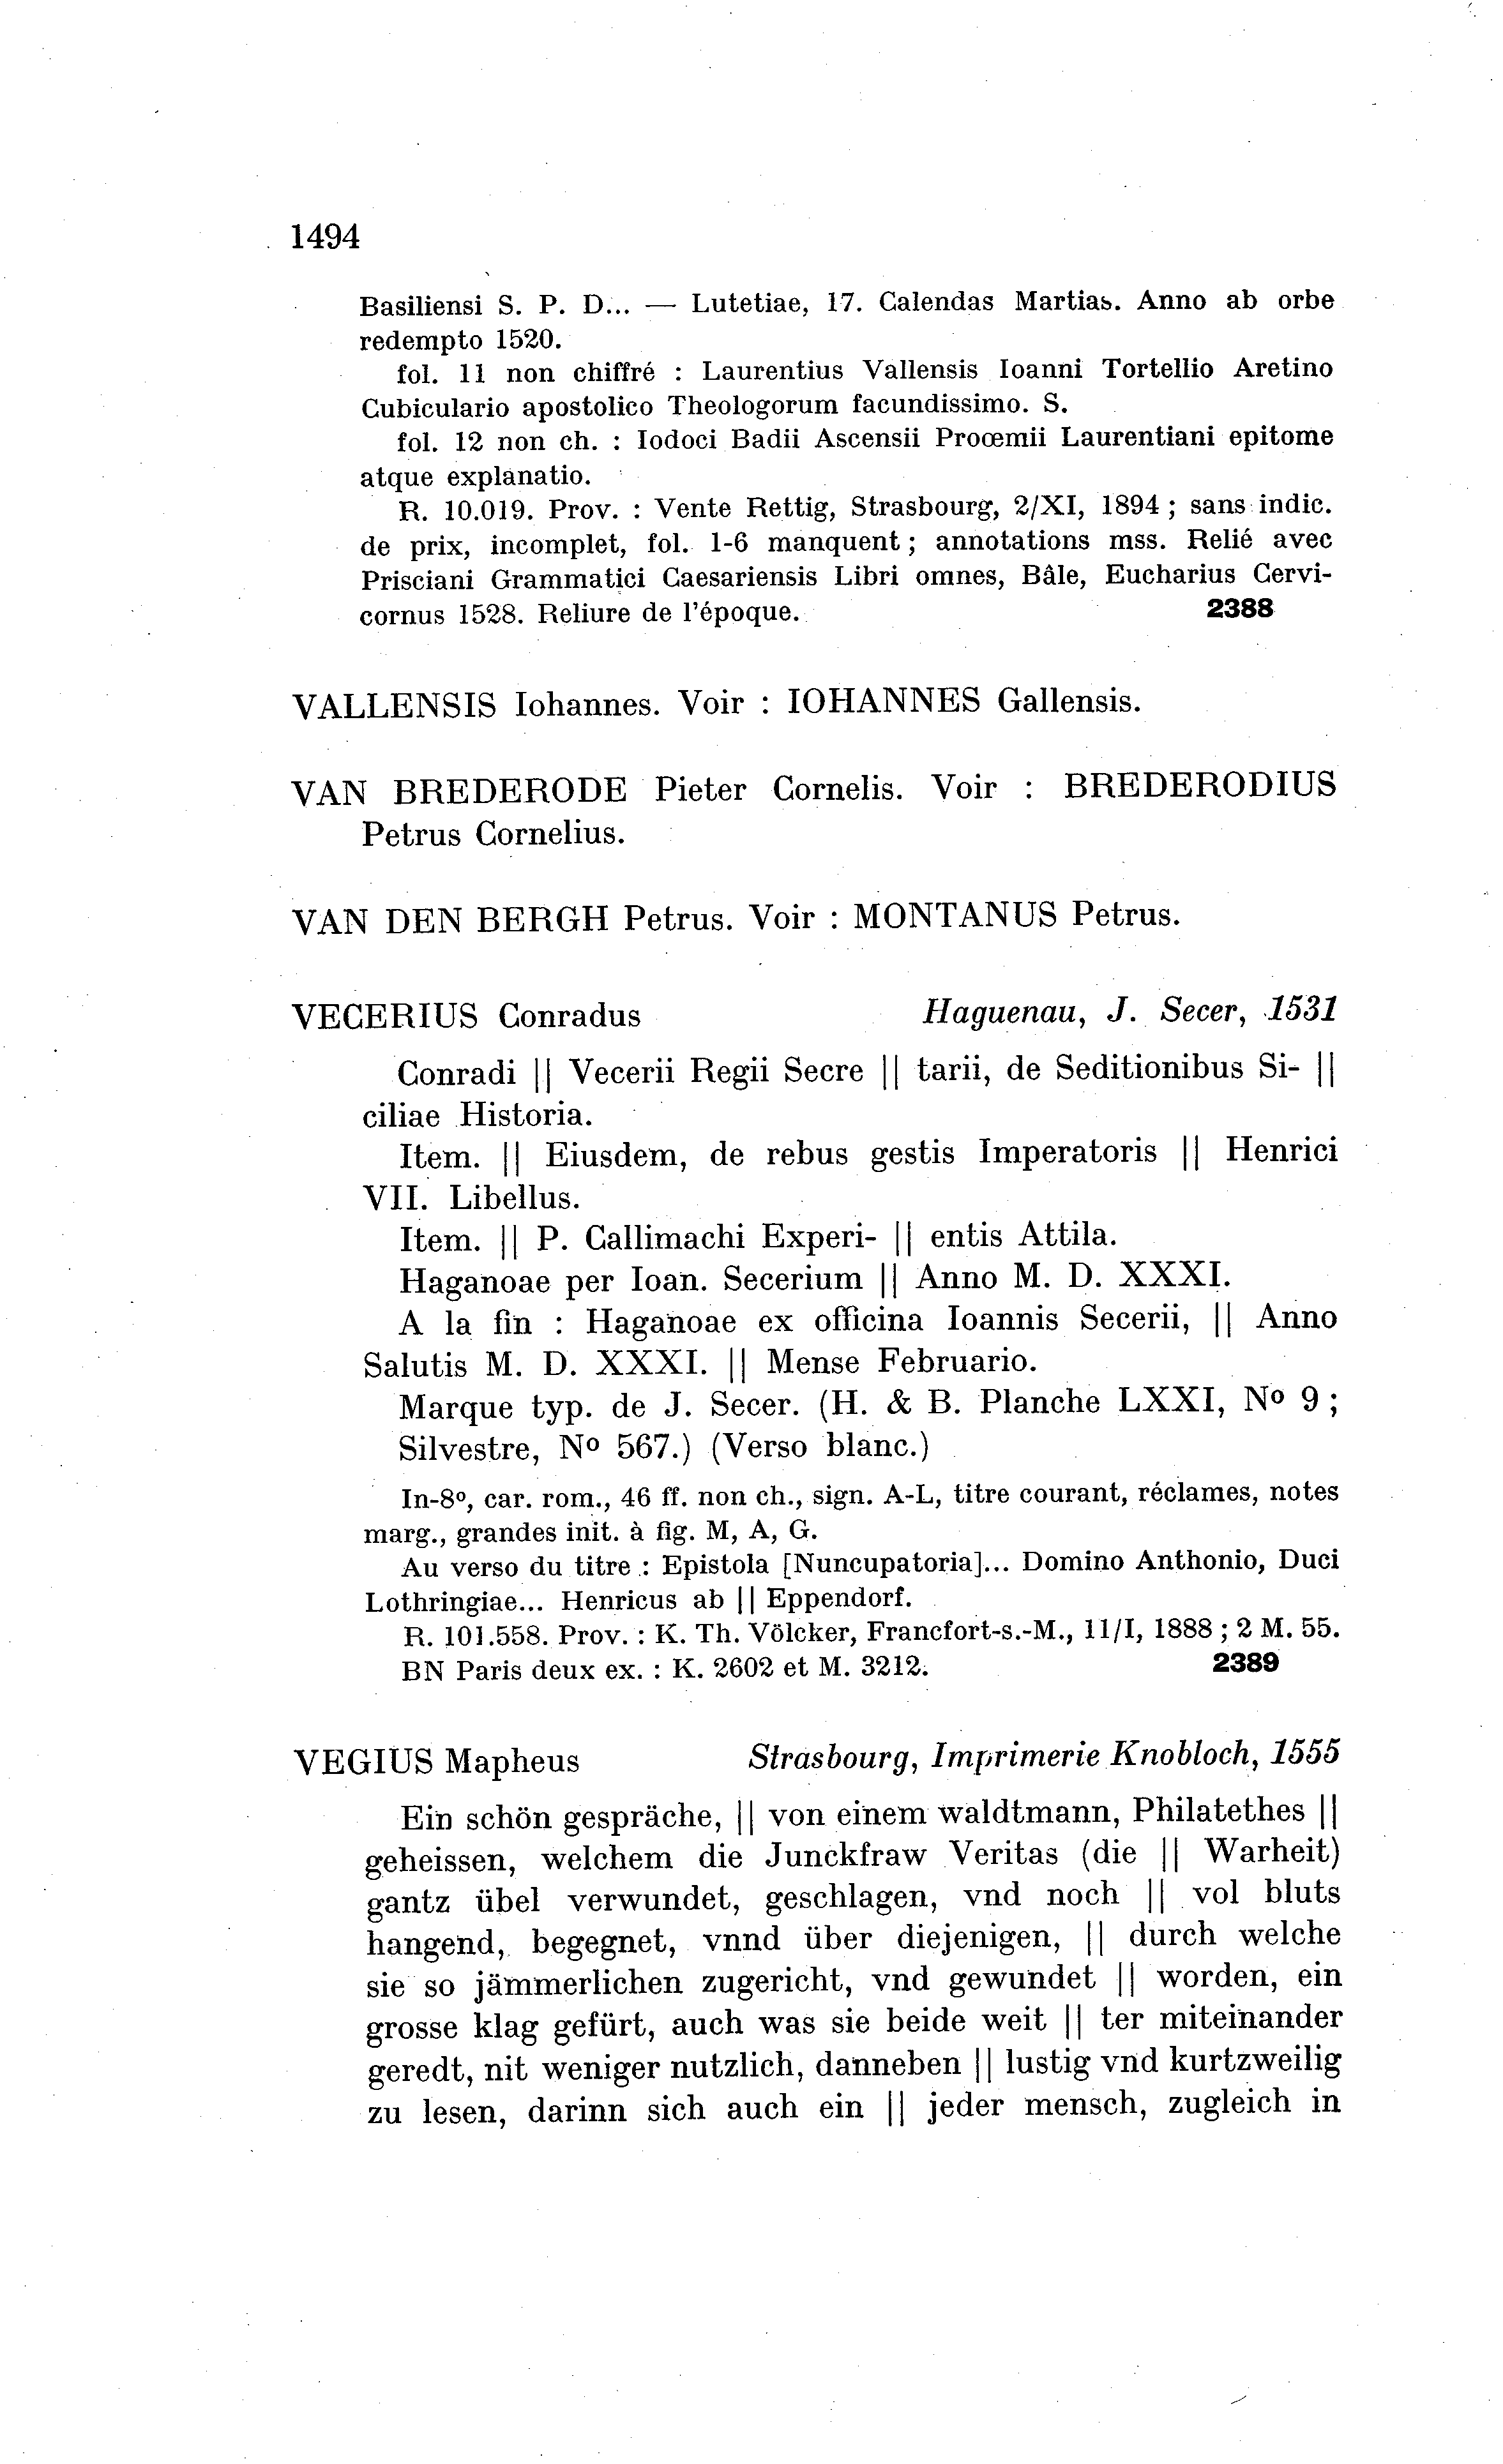 1494
Basiliensi S. P. D... — Lutetiae, 17. Calendas Martias. Anno ab orbe
redempto 1520.
fol. 11 non chiffré : Laurentius Vallensis Ioanni Tortellio Aretino
Cubiculario apostolico Theologorum facundissimo. S.
fol. 12 non ch. : Iodoci Badii Ascensii Proœmii Laurentiani epitome
atque explanatio.
R. 10.019. Prov. : Vente Rettig, Strasbourg, 2/XI, 1894 ; sans indic.
de prix, incomplet, fol. 1-6 manquent ; annotations mss. Relié avec
Prisciani Grammatici Caesariensis Libri omnes, Bâle, Eucharius Cervi-
cornus 1528. Reliure de l'époque. 2388
VALLENSIS Iohannes. Voir : IOHANNES Gallensis.
VAN BREDERODE Pieter Cornelis. Voir : BREDERODIUS
Petrus Cornelius.
VAN DEN BERGH Petrus. Voir : MONTANUS Petrus.
VECERIUS Conradus Haguenau, J. Secer, 1531
Conradi || Vecerii Regii Secre || tarii, de Seditionibus Si- ||
ciliae Historia.
Item. || Eiusdem, de rebus gestis Imperatoris || Henrici
VII. Libellus.
Item. || P. Callimachi Experi- || entis Attila.
Haganoae per Ioan. Secerium || Anno M. D. XXXI.
A la fin : Haganoae ex officina Ioannis Secerii, || Anno
Salutis M. D. XXXI. || Mense Februario.
Marque typ. de J. Secer. (H. & B. Planche LXXI, Nº 9 ;
Silvestre, Nº 567.) (Verso blanc.)
In-8º, car. rom., 46 ff. non ch., sign. A-L, titre courant, réclames, notes
marg., grandes init. à fig. M, A, G.
Au verso du titre : Epistola [Nuncupatoria]... Domino Anthonio, Duci
Lothringiae... Henricus ab || Eppendorf.
R. 101.558. Prov. : K. Th. Völcker, Francfort-s.-M., 11/I, 1888 ; 2 M. 55.
BN Paris deux ex. : K. 2602 et M. 3212. 2389
VEGIUS Mapheus Strasbourg, Imprimerie Knobloch, 1555
Ein schön gespräche, || von einem waldtmann, Philatethes ||
geheissen, welchem die Junckfraw Veritas (die || Warheit)
gantz übel verwundet, geschlagen, vnd noch || vol bluts
hangend, begegnet, vnnd über diejenigen, || durch welche
sie so jämmerlichen zugericht, vnd gewundet || worden, ein
grosse klag gefürt, auch was sie beide weit || ter miteinander
geredt, nit weniger nutzlich, danneben || lustig vnd kurtzweilig
zu lesen, darinn sich auch ein || jeder mensch, zugleich in